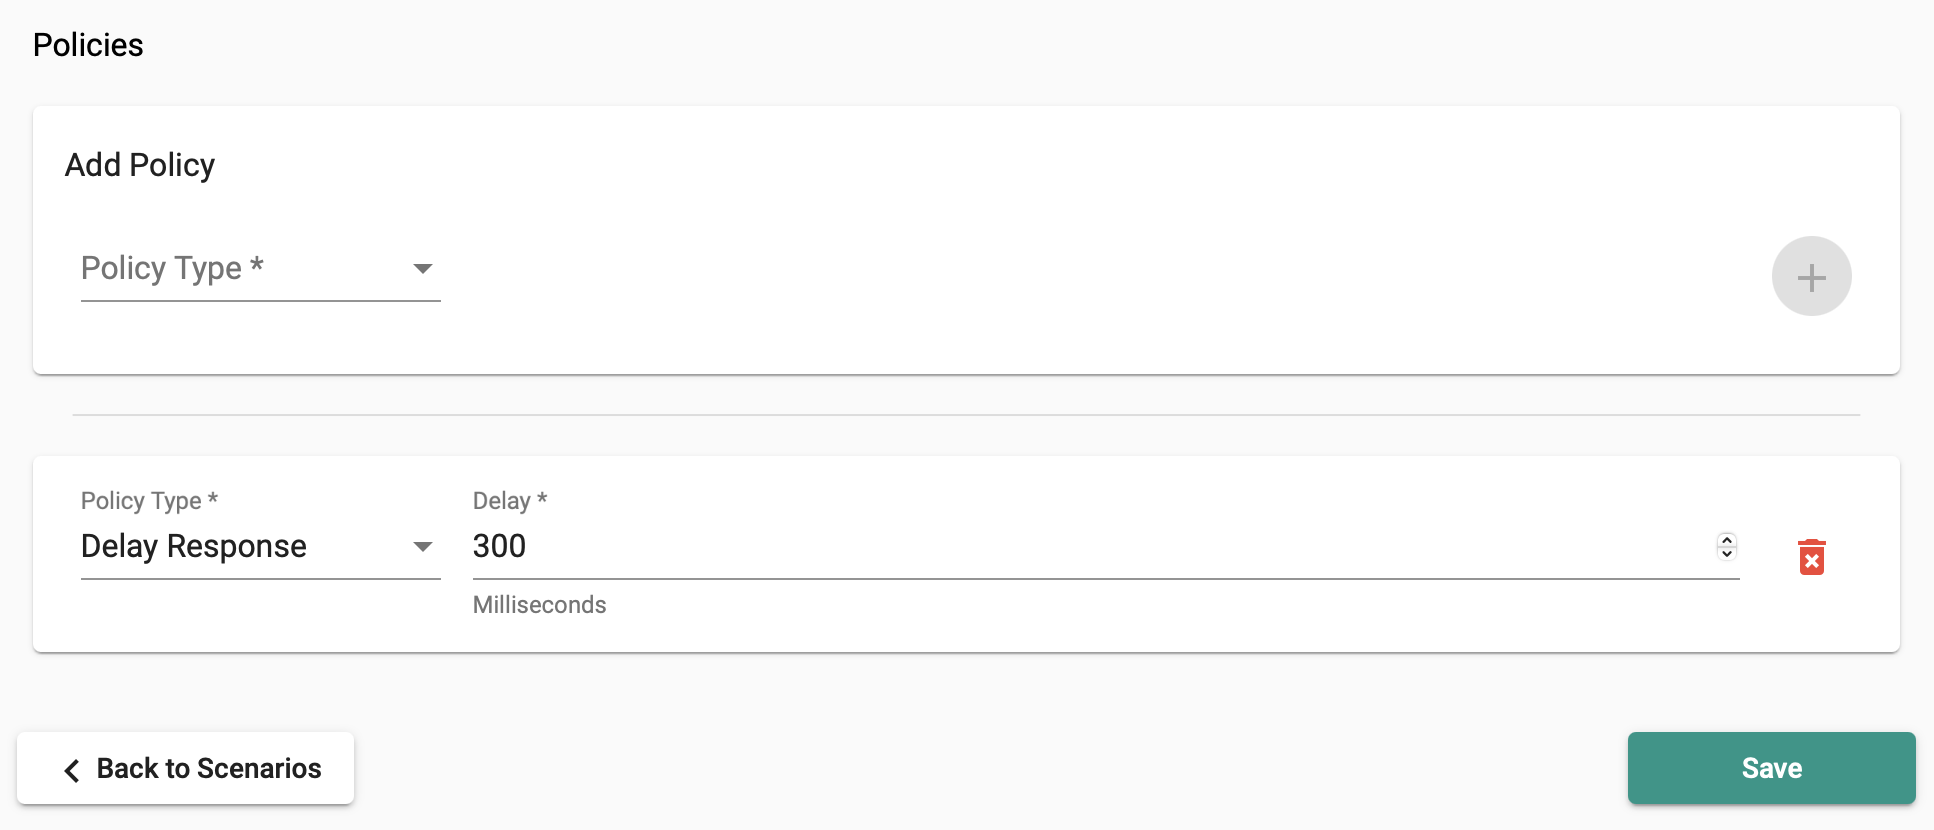 Policies
Add Policy
Policy Type *
Policy Type *
Delay *
Delay Response
300
Milliseconds
Back to Scenarios
Save